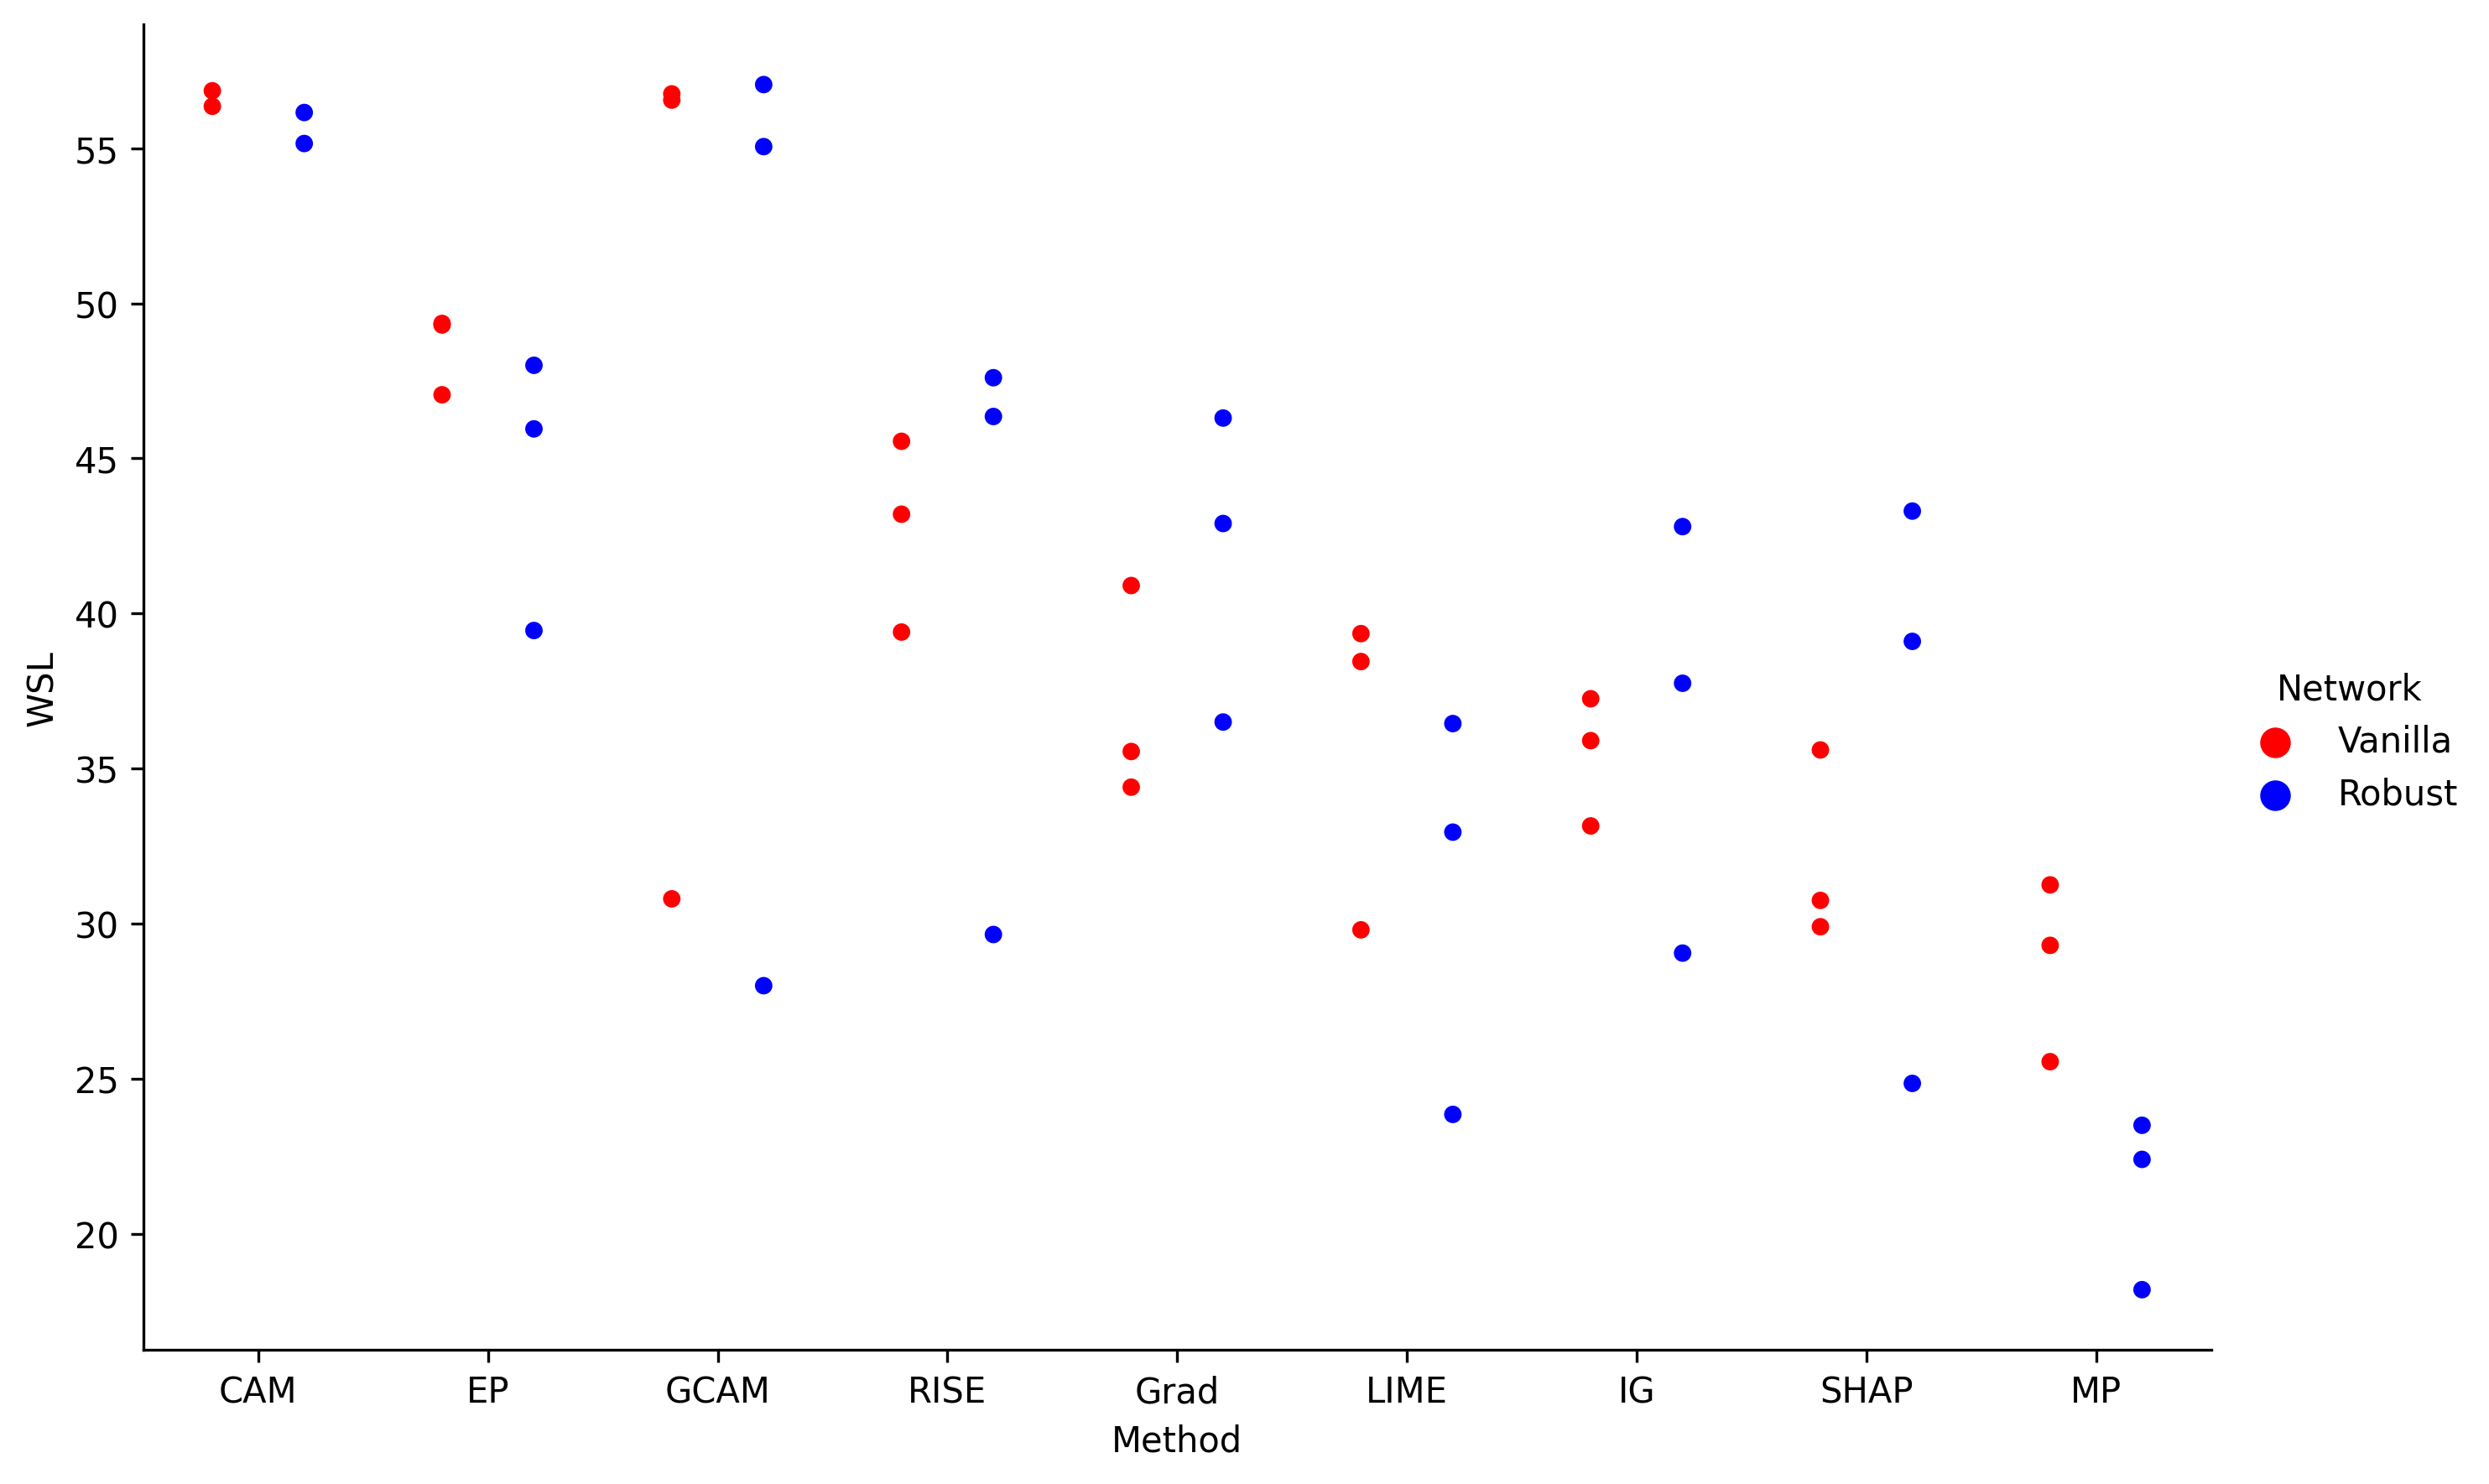 WSL
55
50
45
40
35
30
25
20
CAM EP GCAM RISE Grad LIME IG SHAP MP
Method
Network
Vanilla
Robust